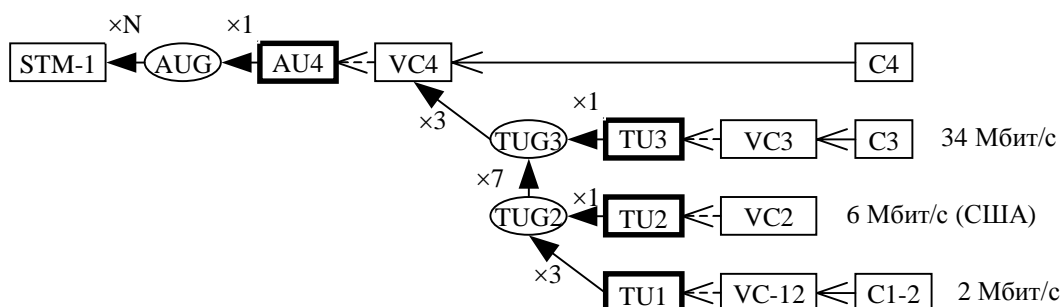 ×N ×1
STM-1 AUG AU4 VC4 C4
×3 ×1
TUG3 TU3 VC3 C3 34 Мбит/с
×7 ×1
TUG2 TU2 VC2 6 Мбит/с (США)
×3
TU1 VC-12 C1-2 2 Мбит/с